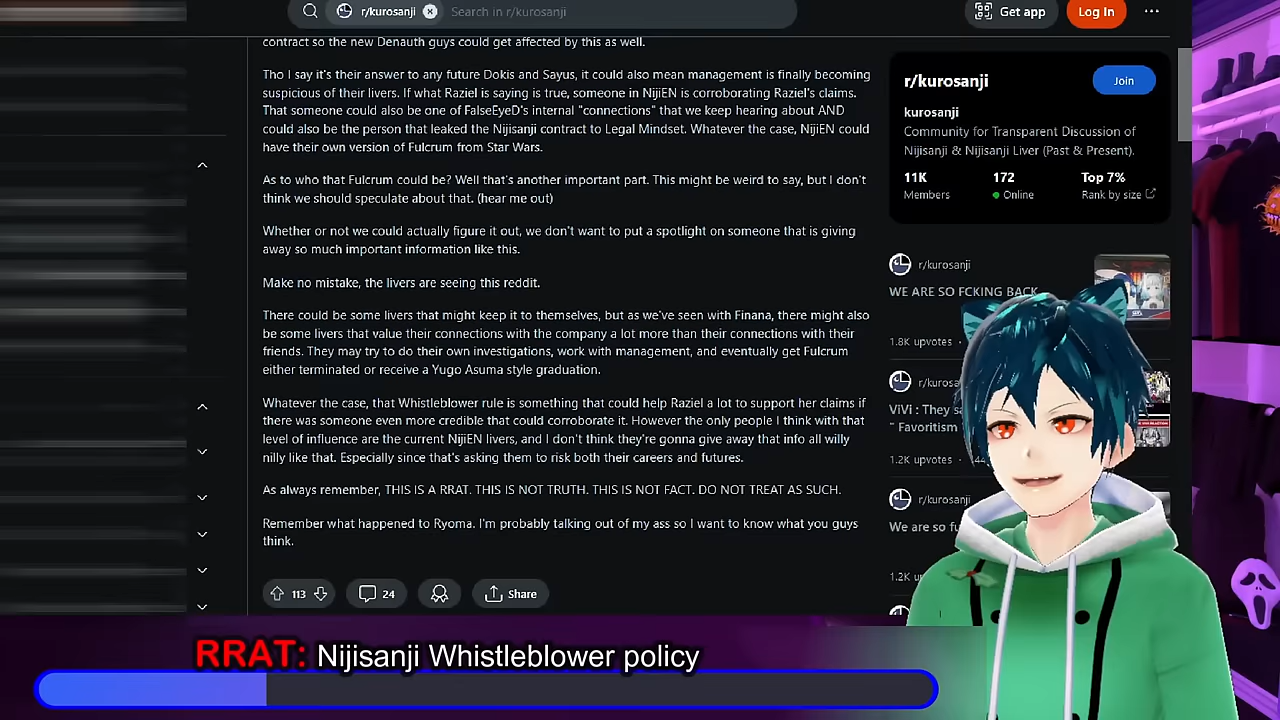 r/kurosanji
Search in r/kurosanji
Get app
Log In
contract so the new Denauth guys could get affected by this as well.
Tho I say it's their answer to any future Dokis and Sayus, it could also mean management is finally becoming
suspicious of their livers. If what Raziel is saying is true, someone in NijiEN is corroborating Raziel's claims.
That someone could also be one of FalseEyeD's internal "connections" that we keep hearing about AND
could also be the person that leaked the Nijisanji contract to Legal Mindset. Whatever the case, NijiEN could
have their own version of Fulcrum from Star Wars.
As to who that Fulcrum could be? Well that's another important part. This might be weird to say, but I don't
think we should speculate about that. (hear me out)
Whether or not we could actually figure it out, we don't want to put a spotlight on someone that is giving
away so much important information like this.
Make no mistake, the livers are seeing this reddit.
There could be some livers that might keep it to themselves, but as we've seen with Finana, there might also
be some livers that value their connections with the company a lot more than their connections with their
friends. They may try to do their own investigations, work with management, and eventually get Fulcrum
either terminated or receive a Yugo Asuma style graduation.
Whatever the case, that Whistleblower rule is something that could help Raziel a lot to support her claims if
there was someone even more credible that could corroborate it. However the only people I think with that
level of influence are the current NijiEN livers, and I don't think they're gonna give away that info all willy
nilly like that. Especially since that's asking them to risk both their careers and futures.
As always remember, THIS IS A RRAT. THIS IS NOT TRUTH. THIS IS NOT FACT. DO NOT TREAT AS SUCH.
Remember what happened to Ryoma. I'm probably talking out of my ass so I want to know what you guys
think.
113
24
Share
r/kurosanji
Join
kurosanji
Community for Transparent Discussion of
Nijisanji & Nijisanji Liver (Past & Present).
11K
172
Top 7%
Members
Online
Rank by size
r/kurosanji
WE ARE SO FCKING BACK
1.8K upvotes
r/kurosa
ViVi : They sa
" Favoritism
1.2K upvotes
r/kurosanji
We are so fu
1.2K u
RRAT: Nijisanji Whistleblower policy